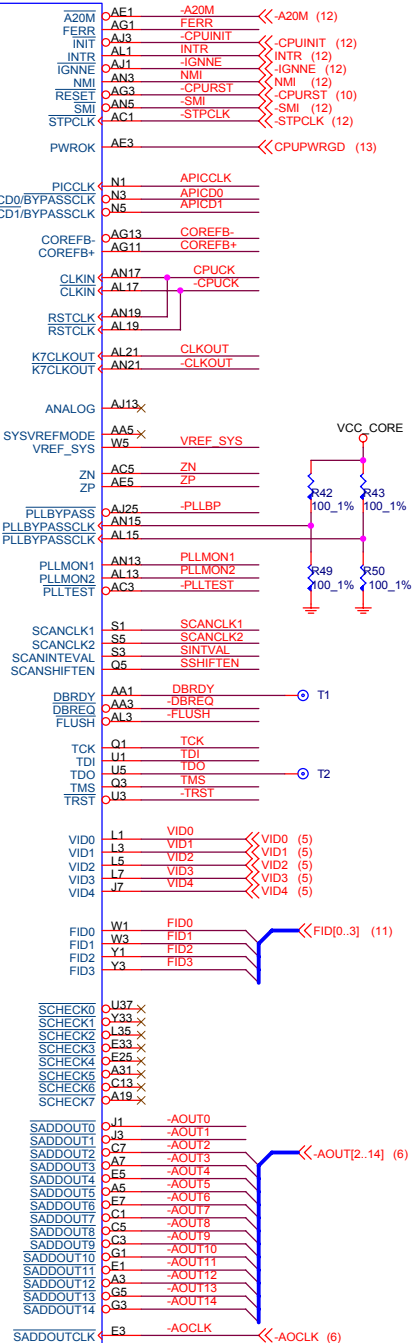 A20M AE1 -A20M -A20M (12)
FERR AG1 FERR
INIT AJ3 -CPUINIT -CPUINIT (12)
INTR AL1 INTR INTR (12)
IGNNE AJ1 -IGNNE -IGNNE (12)
NMI AN3 NMI NMI (12)
RESET AG3 -CPURST -CPURST (10)
SMI AN5 -SMI -SMI (12)
STPCLK AC1 -STPCLK -STPCLK (12)
PWROK AE3 CPUPWRGD (13)
PICCLK N1 APICCLK
CD0/BYPASSCLK N3 APICD0
CD1/BYPASSCLK N5 APICD1
COREFB- AG13 COREFB-
COREFB+ AG11 COREFB+
CLKIN AN17 CPUCK
CLKIN AL17 -CPUCK
RSTCLK AN19
RSTCLK AL19
K7CLKOUT AL21 CLKOUT
K7CLKOUT AN21 -CLKOUT
ANALOG AJ13
VCC_CORE
SYSVREFMODE AA5
VREF_SYS W5 VREF_SYS
ZN AC5 ZN
ZP AE5 ZP
R42 R43
100_1% 100_1%
PLLBYPASS AJ25 -PLLBP
PLLBYPASSCLK AN15
PLLBYPASSCLK AL15
PLLMON1 AN13 PLLMON1
PLLMON2 AL13 PLLMON2
PLLTEST AC3 -PLLTEST
R49 R50
100_1% 100_1%
SCANCLK1 S1 SCANCLK1
SCANCLK2 S5 SCANCLK2
SCANINTEVAL S3 SINTVAL
SCANSHIFTEN Q5 SSHIFTEN
DBRDY AA1 DBRDY T1
DBREQ AA3 -DBREQ
FLUSH AL3 -FLUSH
TCK Q1 TCK
TDI U1 TDI
TDO U5 TDO T2
TMS Q3 TMS
TRST U3 -TRST
VID0 L1 VID0 VID0 (5)
VID1 L3 VID1 VID1 (5)
VID2 L5 VID2 VID2 (5)
VID3 L7 VID3 VID3 (5)
VID4 J7 VID4 VID4 (5)
FID0 W1 FID0 FID[0..3] (11)
FID1 W3 FID1
FID2 Y1 FID2
FID3 Y3 FID3
SCHECK0 U37
SCHECK1 Y33
SCHECK2 L35
SCHECK3 E33
SCHECK4 E25
SCHECK5 A31
SCHECK6 C13
SCHECK7 A19
SADDOUT0 J1 -AOUT0
SADDOUT1 J3 -AOUT1
SADDOUT2 C7 -AOUT2 -AOUT[2..14] (6)
SADDOUT3 A7 -AOUT3
SADDOUT4 E5 -AOUT4
SADDOUT5 A5 -AOUT5
SADDOUT6 E7 -AOUT6
SADDOUT7 C1 -AOUT7
SADDOUT8 C5 -AOUT8
SADDOUT9 C3 -AOUT9
SADDOUT10 G1 -AOUT10
SADDOUT11 E1 -AOUT11
SADDOUT12 A3 -AOUT12
SADDOUT13 G5 -AOUT13
SADDOUT14 G3 -AOUT14
SADDOUTCLK E3 -AOCLK -AOCLK (6)